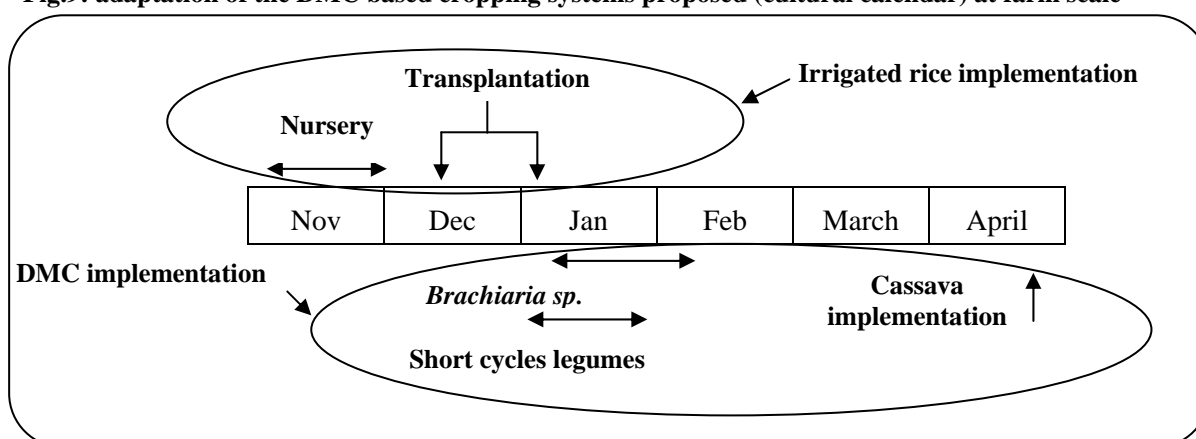 Fig.9: adaptation of the DMC based cropping systems proposed (cultural calendar) at farm scale
Transplantation
Irrigated rice implementation
Nursery
Nov Dec Jan Feb March April
DMC implementation
Brachiaria sp.
Cassava
implementation
Short cycles legumes